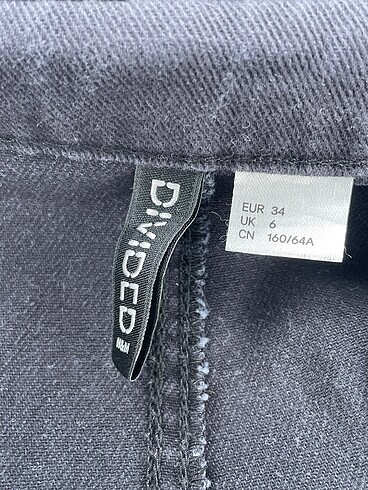 DIVIDED
H&M
EUR 34
UK 6
CN 160/64A